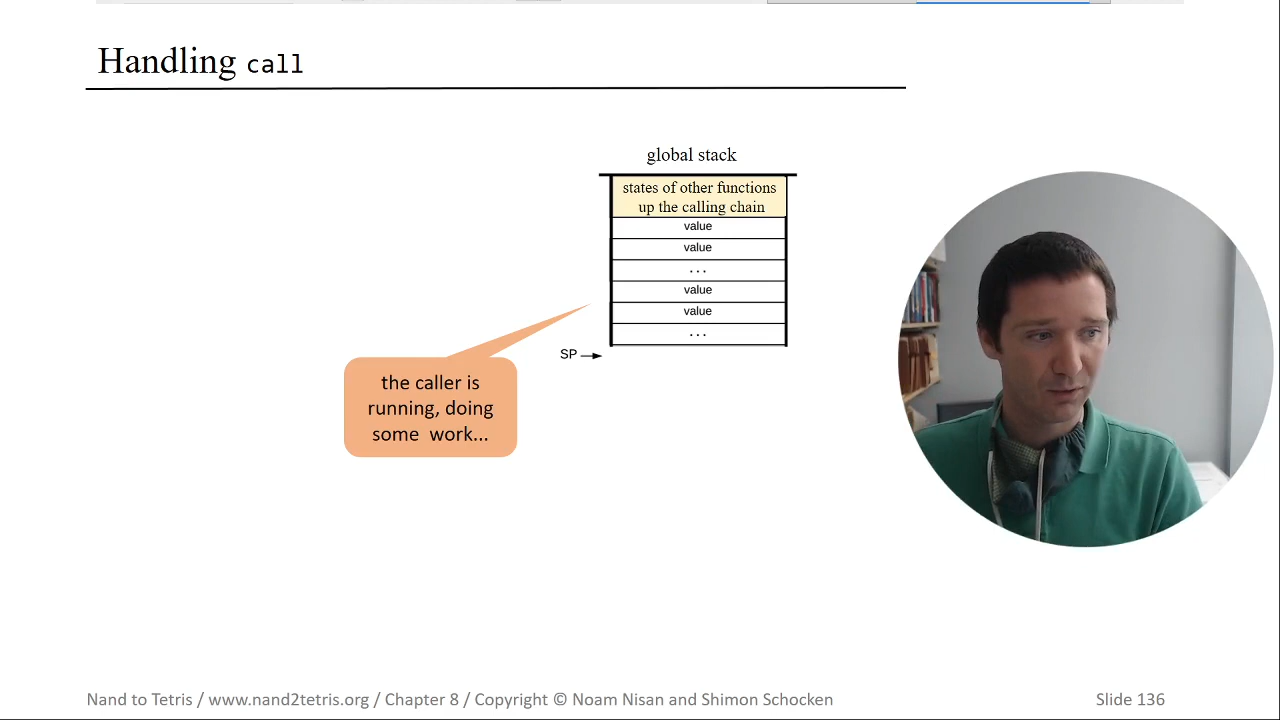 Handling call
global stack
states of other functions
up the calling chain
value
value
...
value
value
...
SP
the caller is
running, doing
some work...
Nand to Tetris / www.nand2tetris.org / Chapter 8 / Copyright © Noam Nisan and Shimon Schocken
Slide 136